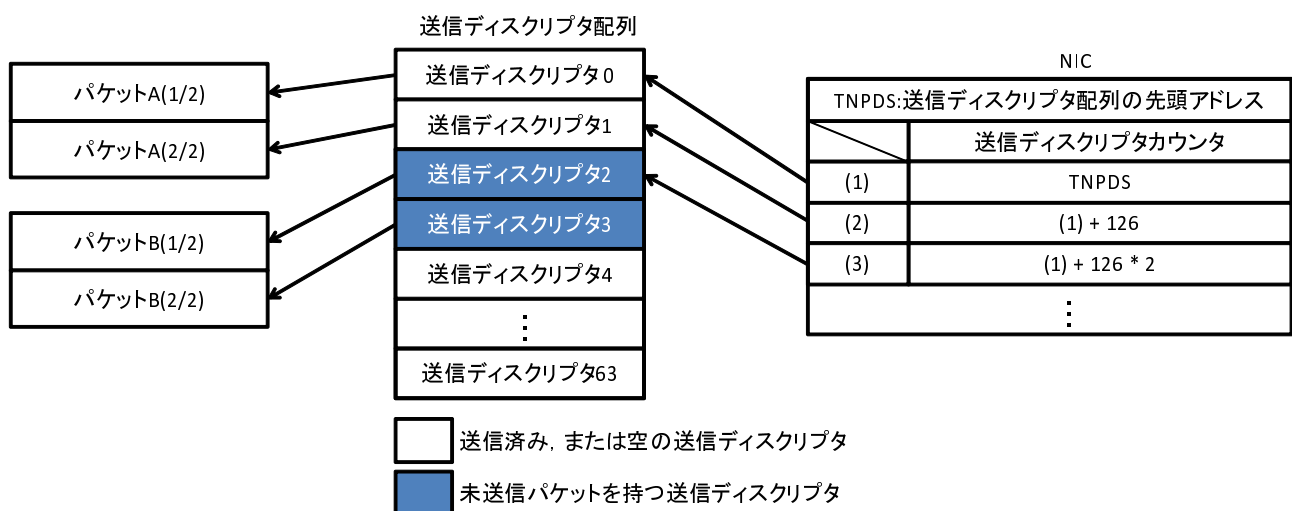 送信ディスクリプタ配列
パケットA(1/2)
パケットA(2/2)
パケットB(1/2)
パケットB(2/2)
送信ディスクリプタ0
送信ディスクリプタ1
送信ディスクリプタ2
送信ディスクリプタ3
送信ディスクリプタ4
⋮
送信ディスクリプタ63
NIC
TNPDS:送信ディスクリプタ配列の先頭アドレス
送信ディスクリプタカウンタ
(1) TNPDS
(2) (1) + 126
(3) (1) + 126 * 2
⋮
送信済み，または空の送信ディスクリプタ
未送信パケットを持つ送信ディスクリプタ